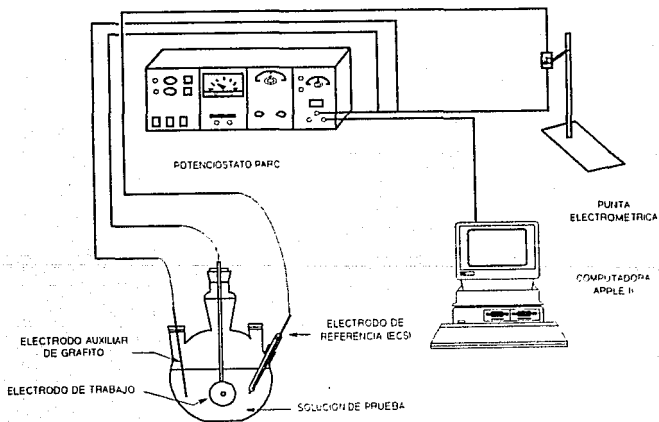 POTENCIOSTATO PARC
PUNTA
ELECTROMETRICA
COMPUTADORA
APPLE II
ELECTRODO AUXILIAR
DE GRAFITO
ELECTRODO DE
REFERENCIA (ECS)
ELECTRODO DE TRABAJO
SOLUCION DE PRUEBA